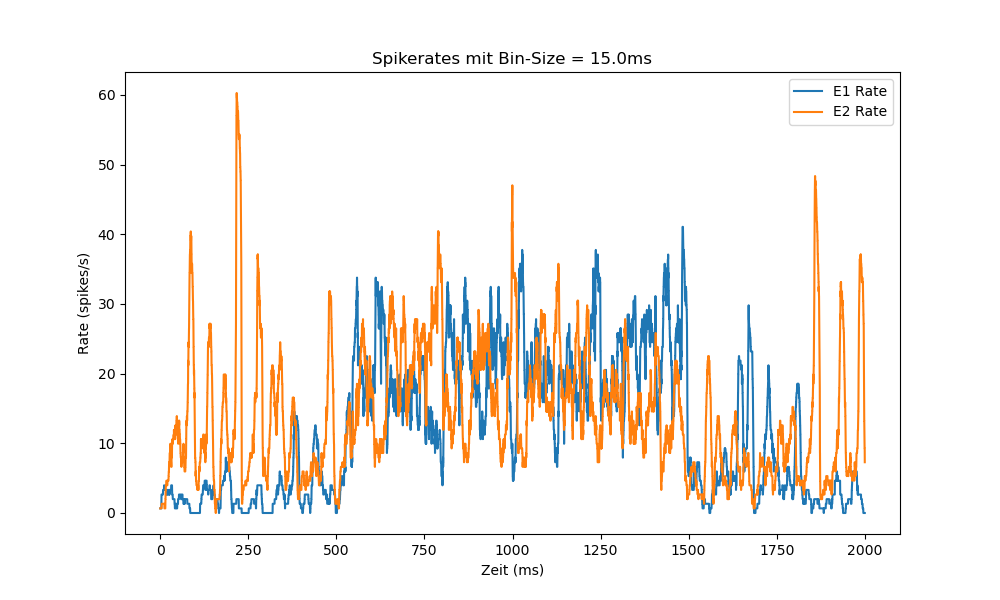 Spikerates mit Bin-Size = 15.0ms
E1 Rate
E2 Rate
Rate (spikes/s)
60
50
40
30
20
10
0
0 250 500 750 1000 1250 1500 1750 2000
Zeit (ms)